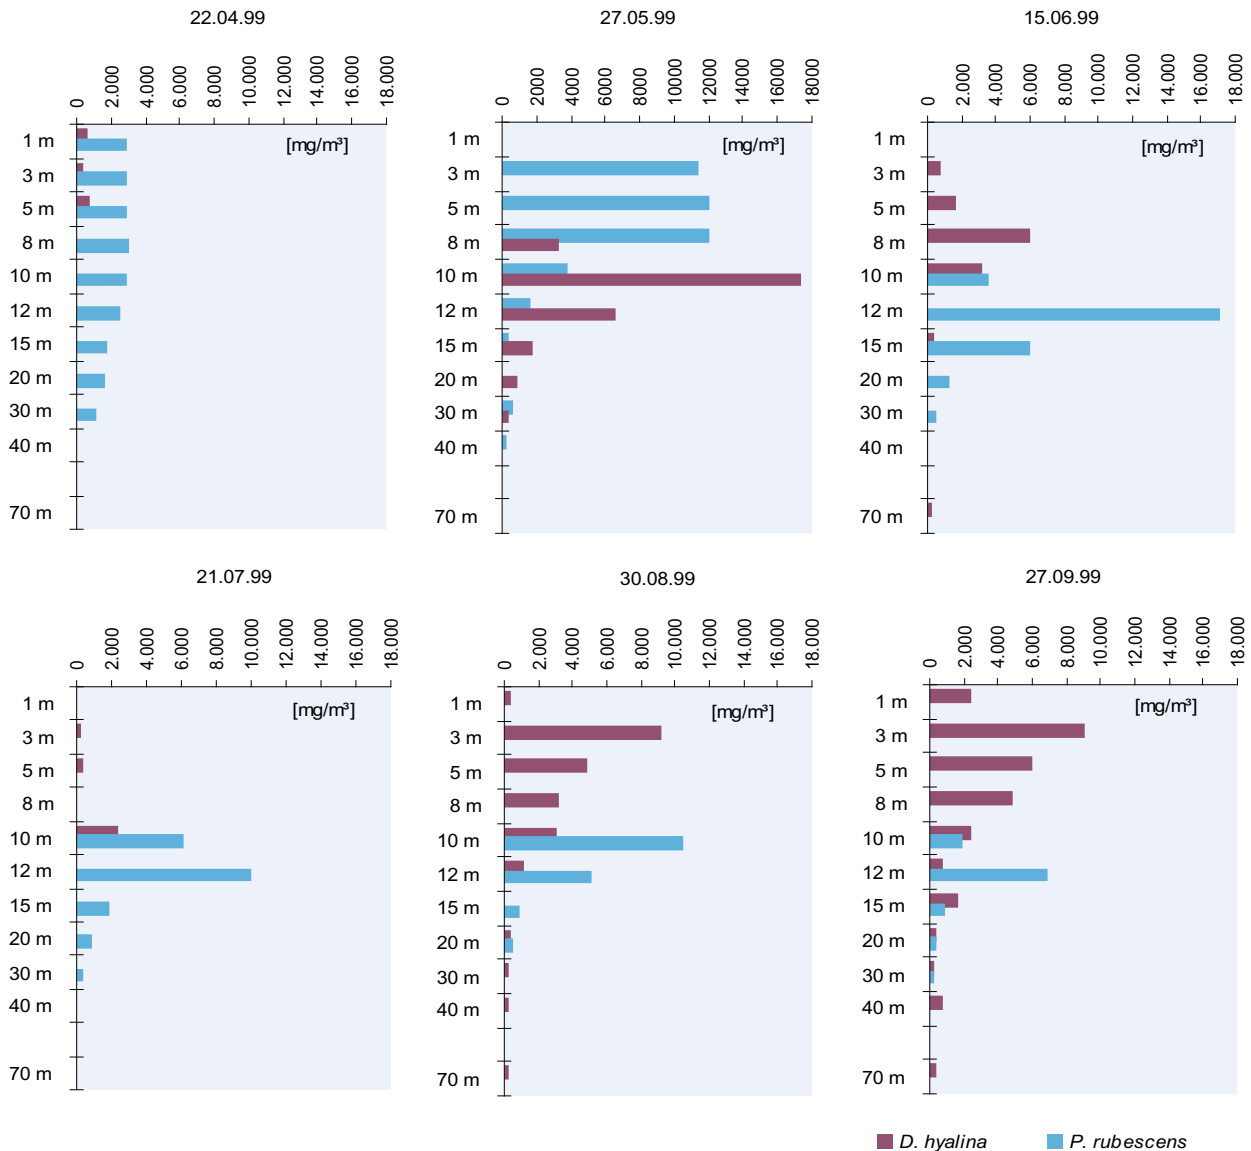 22.04.99
0 2.000 4.000 6.000 8.000 10.000 12.000 14.000 16.000 18.000
[mg/m³]
1 m
3 m
5 m
8 m
10 m
12 m
15 m
20 m
30 m
40 m
70 m
27.05.99
0 2000 4000 6000 8000 10000 12000 14000 16000 18000
[mg/m³]
1 m
3 m
5 m
8 m
10 m
12 m
15 m
20 m
30 m
40 m
70 m
15.06.99
0 2.000 4.000 6.000 8.000 10.000 12.000 14.000 16.000 18.000
[mg/m³]
1 m
3 m
5 m
8 m
10 m
12 m
15 m
20 m
30 m
40 m
70 m
21.07.99
0 2.000 4.000 6.000 8.000 10.000 12.000 14.000 16.000 18.000
[mg/m³]
1 m
3 m
5 m
8 m
10 m
12 m
15 m
20 m
30 m
40 m
70 m
30.08.99
0 2.000 4.000 6.000 8.000 10.000 12.000 14.000 16.000 18.000
[mg/m³]
1 m
3 m
5 m
8 m
10 m
12 m
15 m
20 m
30 m
40 m
70 m
27.09.99
0 2.000 4.000 6.000 8.000 10.000 12.000 14.000 16.000 18.000
[mg/m³]
1 m
3 m
5 m
8 m
10 m
12 m
15 m
20 m
30 m
40 m
70 m
D. hyalina
P. rubescens